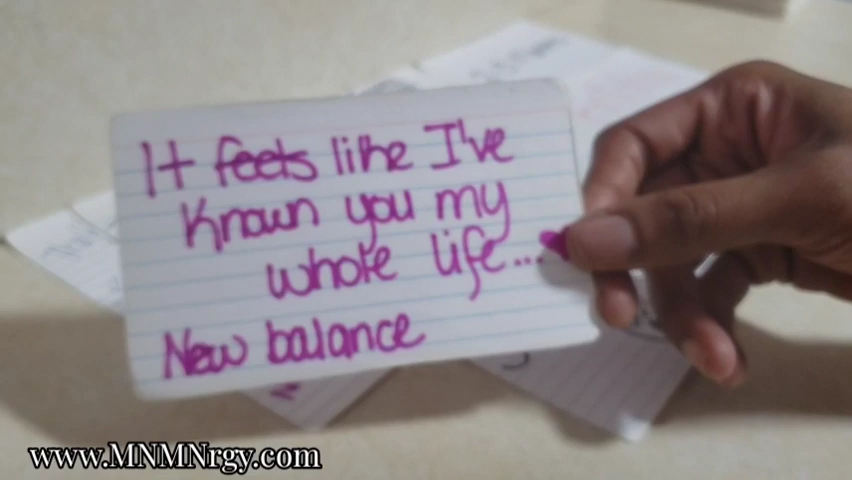 It feels like I've
Known you my
whole life...
New balance
www.MNMNrgy.com